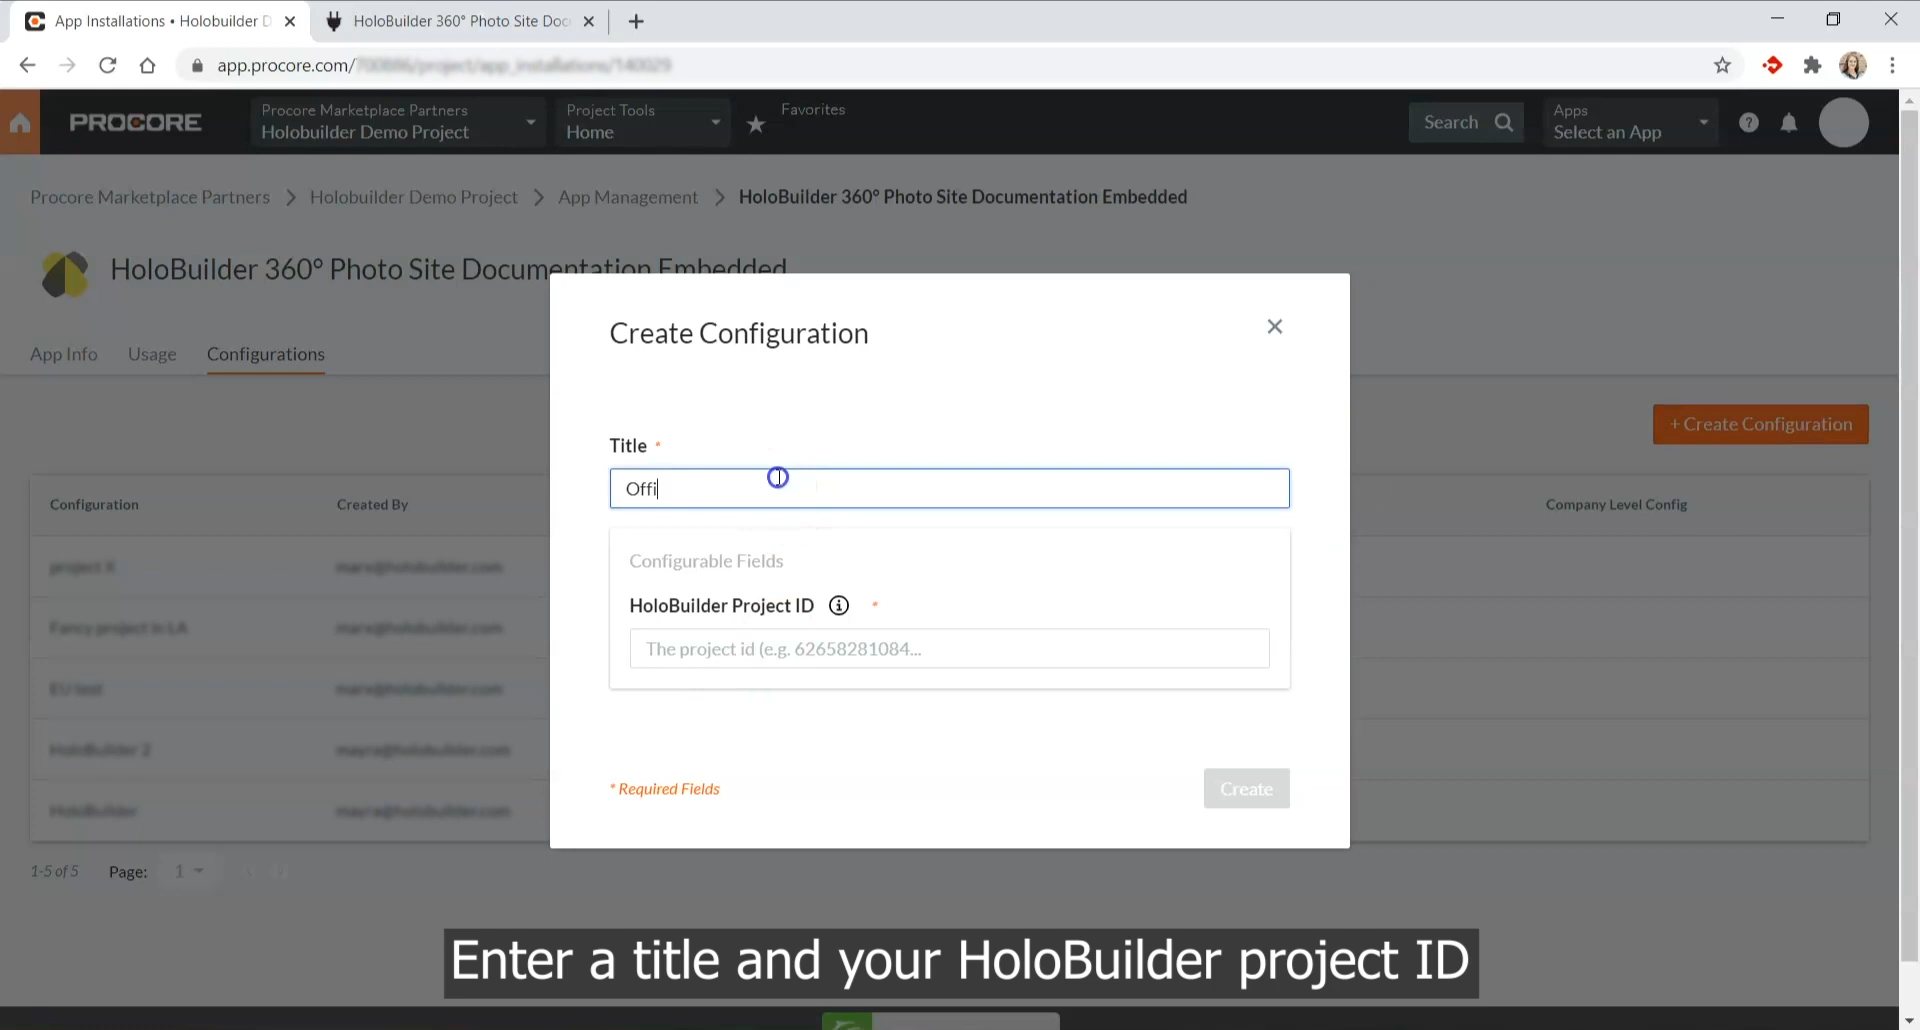 App Installations • Holobuilder D
HoloBuilder 360° Photo Site Doc
app.procore.com/
PROCORE
Procore Marketplace Partners
Holobuilder Demo Project
Project Tools
Home
Favorites
Search
Apps
Select an App
Procore Marketplace Partners > Holobuilder Demo Project > App Management > HoloBuilder 360° Photo Site Documentation Embedded
HoloBuilder 360° Photo Site Documentation Embedded
App Info Usage Configurations
+ Create Configuration
Configuration Created By Company Level Config
Create Configuration
Title *
Offi
Configurable Fields
HoloBuilder Project ID *
The project id (e.g. 62658281084...
* Required Fields
Create
1-5 of 5 Page: 1
Enter a title and your HoloBuilder project ID